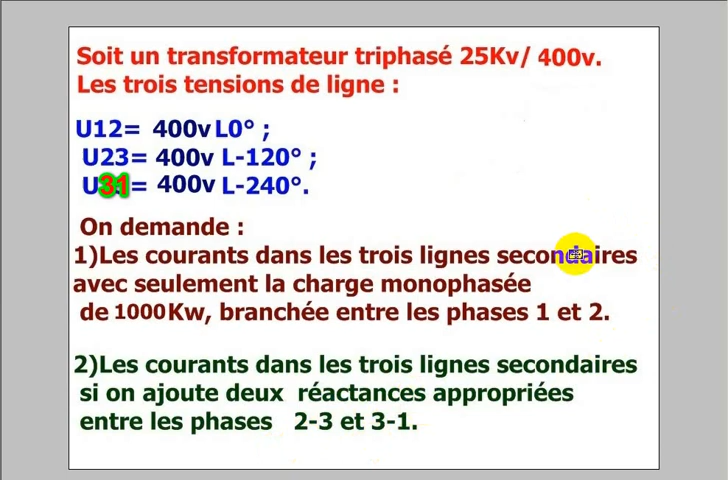 Soit un transformateur triphasé 25Kv/ 400v.
Les trois tensions de ligne :
U12= 400v L0° ;
U23= 400v L-120° ;
U31= 400v L-240°.
On demande :
1)Les courants dans les trois lignes secondaires
avec seulement la charge monophasée
de 1000Kw, branchée entre les phases 1 et 2.
2)Les courants dans les trois lignes secondaires
si on ajoute deux réactances appropriées
entre les phases 2-3 et 3-1.